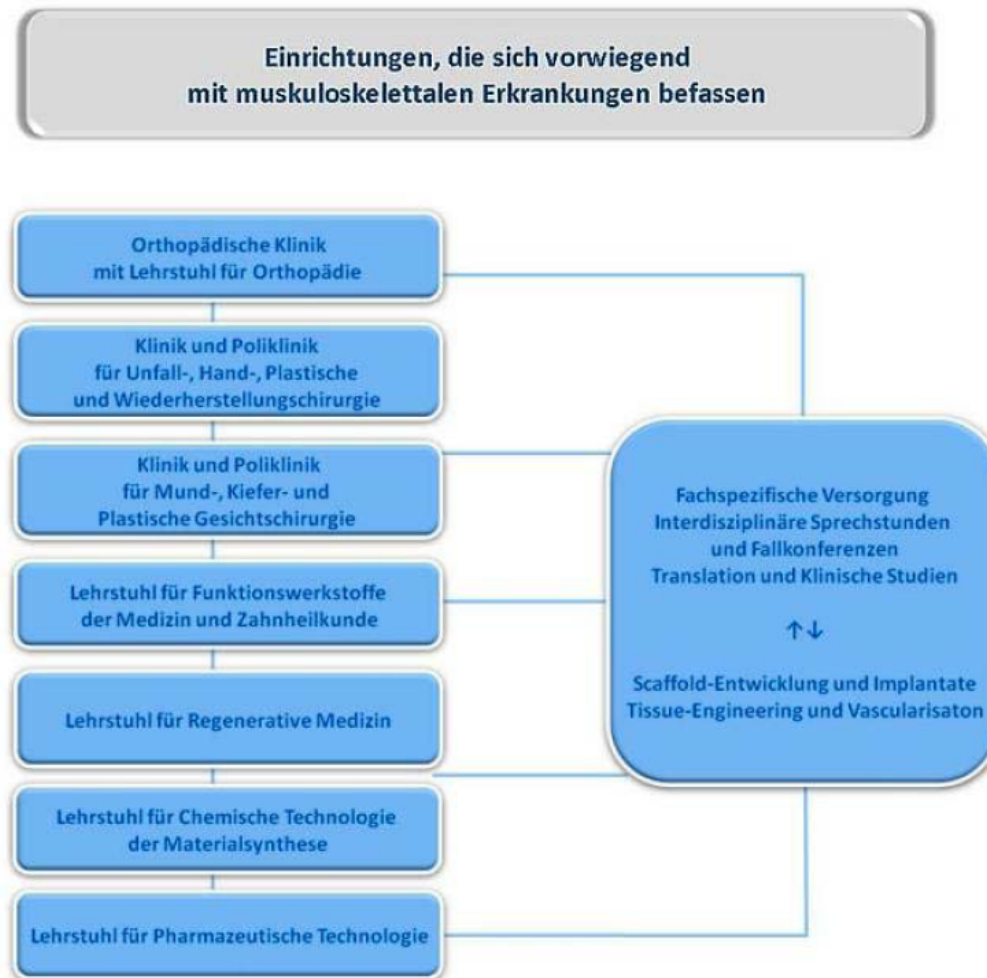 Einrichtungen, die sich vorwiegend
mit muskuloskelettalen Erkrankungen befassen
Orthopädische Klinik
mit Lehrstuhl für Orthopädie
Klinik und Poliklinik
für Unfall-, Hand-, Plastische
und Wiederherstellungschirurgie
Klinik und Poliklinik
für Mund-, Kiefer- und
Plastische Gesichtschirurgie
Lehrstuhl für Funktionswerkstoffe
der Medizin und Zahnheilkunde
Lehrstuhl für Regenerative Medizin
Lehrstuhl für Chemische Technologie
der Materialsynthese
Lehrstuhl für Pharmazeutische Technologie
Fachspezifische Versorgung
Interdisziplinäre Sprechstunden
und Fallkonferenzen
Translation und Klinische Studien
↑↓
Scaffold-Entwicklung und Implantate
Tissue-Engineering und Vascularisaton